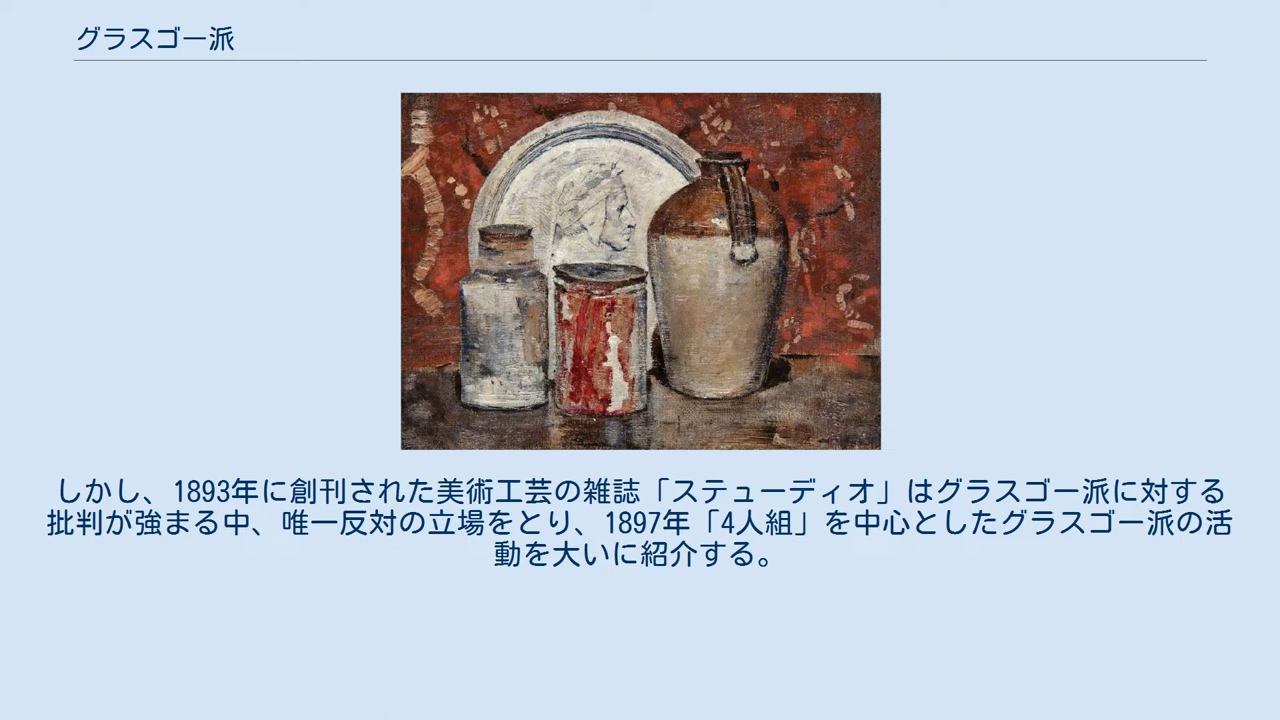 グラスゴー派
しかし、1893年に創刊された美術工芸の雑誌「ステューディオ」はグラスゴー派に対する
批判が強まる中、唯一反対の立場をとり、1897年「4人組」を中心としたグラスゴー派の活
動を大いに紹介する。